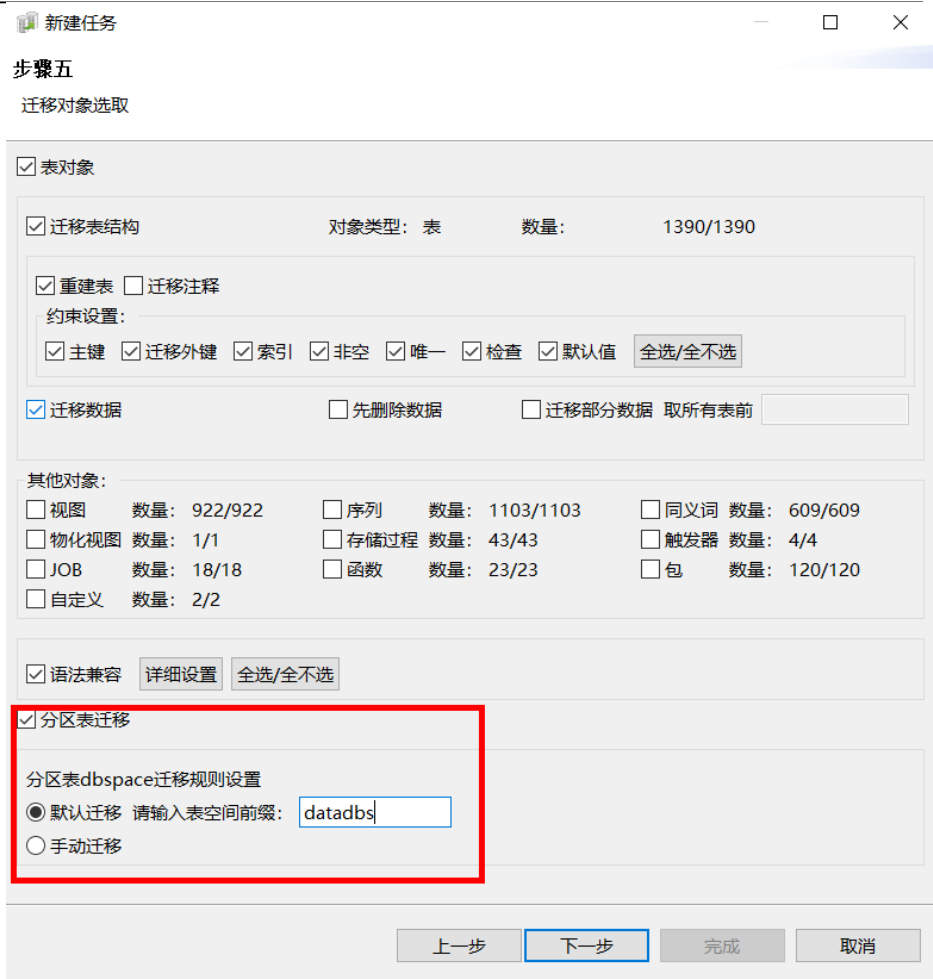 新建任务
步骤五
迁移对象选取
表对象
迁移表结构 对象类型： 表 数量： 1390/1390
重建表 迁移注释
约束设置：
主键 迁移外键 索引 非空 唯一 检查 默认值 全选/全不选
迁移数据 先删除数据 迁移部分数据 取所有表前
其他对象：
视图 数量： 922/922 序列 数量： 1103/1103 同义词 数量： 609/609
物化视图 数量： 1/1 存储过程 数量： 43/43 触发器 数量： 4/4
JOB 数量： 18/18 函数 数量： 23/23 包 数量： 120/120
自定义 数量： 2/2
语法兼容 详细设置 全选/全不选
分区表迁移
分区表dbspace迁移规则设置
默认迁移 请输入表空间前缀： datadbs
手动迁移
上一步 下一步 完成 取消